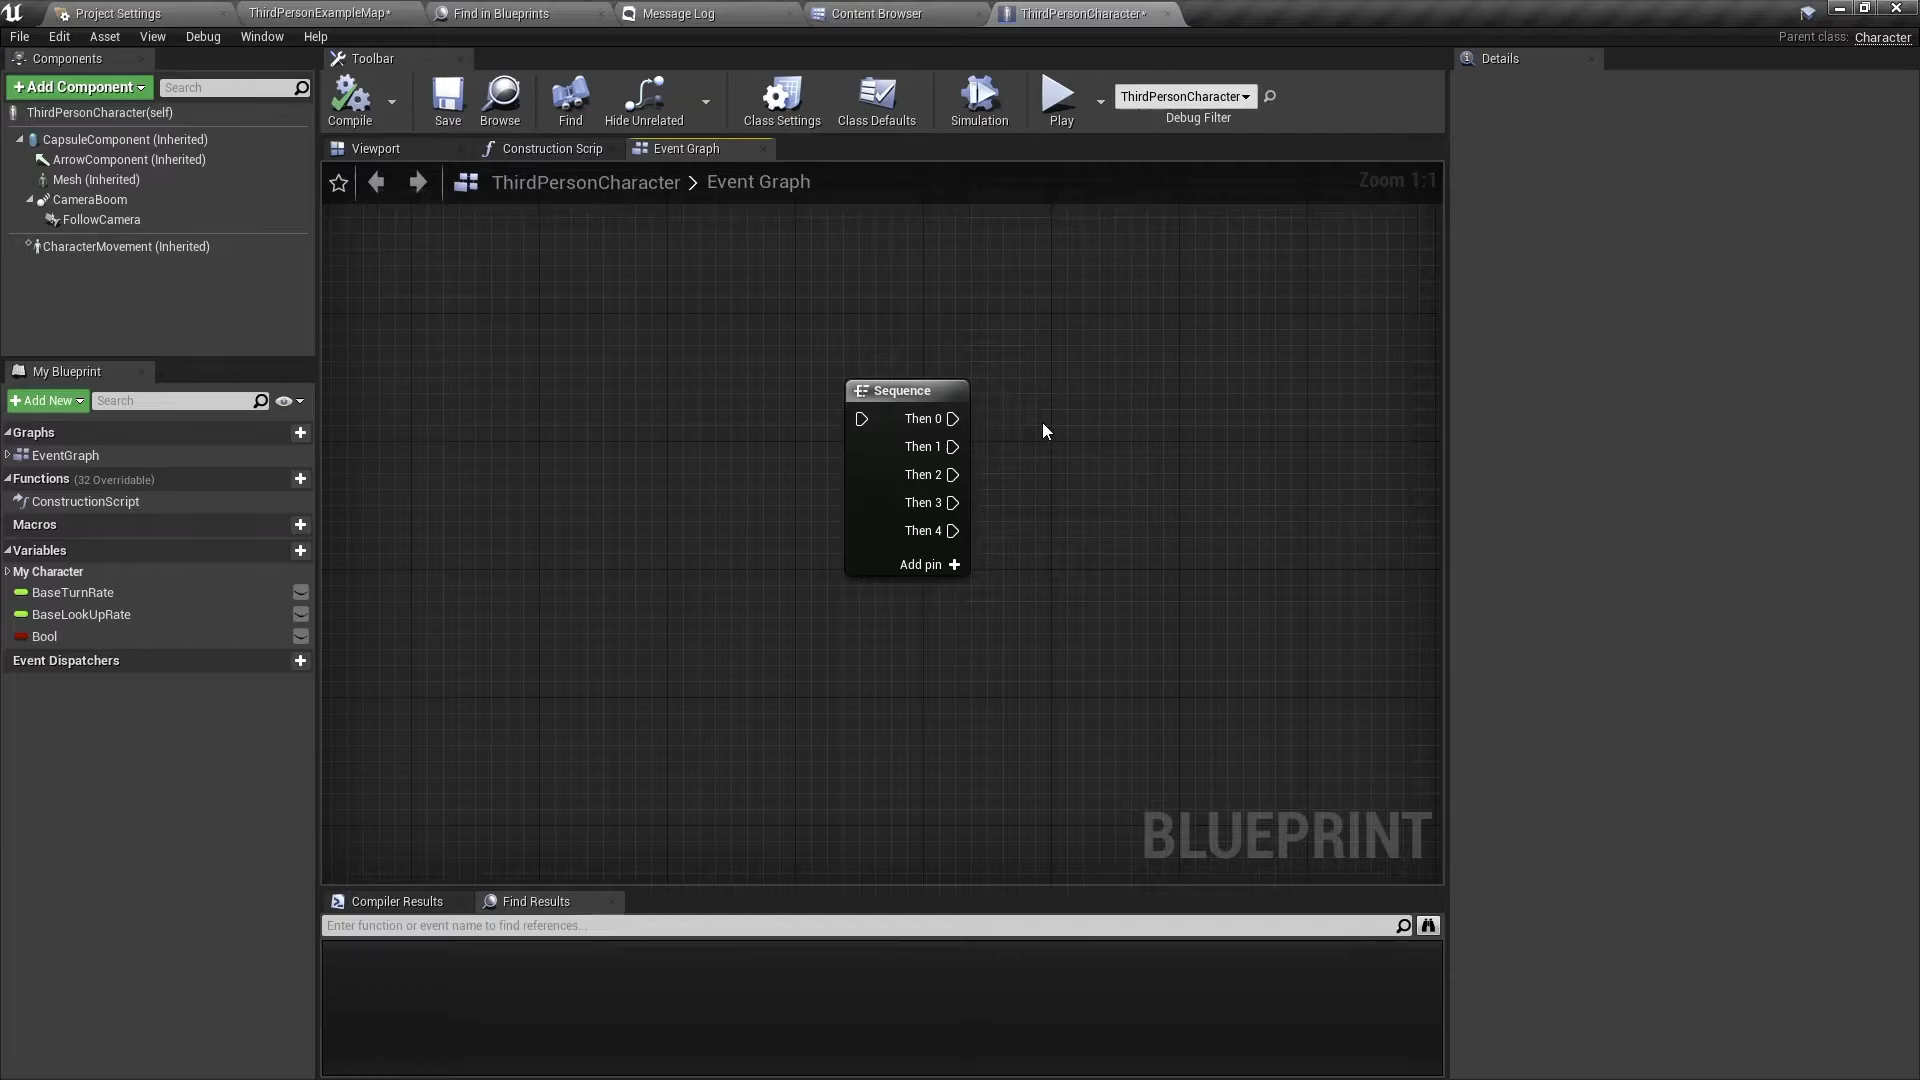 Project Settings
ThirdPersonExampleMap*
Find in Blueprints
Message Log
Content Browser
ThirdPersonCharacter*
File Edit Asset View Debug Window Help
Parent class: Character
Components
+Add Component
Search
ThirdPersonCharacter(self)
CapsuleComponent (Inherited)
ArrowComponent (Inherited)
Mesh (Inherited)
CameraBoom
FollowCamera
CharacterMovement (Inherited)
My Blueprint
+Add New
Search
Graphs
EventGraph
Functions (32 Overridable)
ConstructionScript
Macros
Variables
My Character
BaseTurnRate
BaseLookUpRate
Bool
Event Dispatchers
Toolbar
Compile
Save
Browse
Find
Hide Unrelated
Class Settings
Class Defaults
Simulation
Play
ThirdPersonCharacter
Debug Filter
Viewport
Construction Scrip
Event Graph
ThirdPersonCharacter > Event Graph
Zoom 1:1
Sequence
Then 0
Then 1
Then 2
Then 3
Then 4
Add pin +
BLUEPRINT
Compiler Results
Find Results
Enter function or event name to find references...
Details